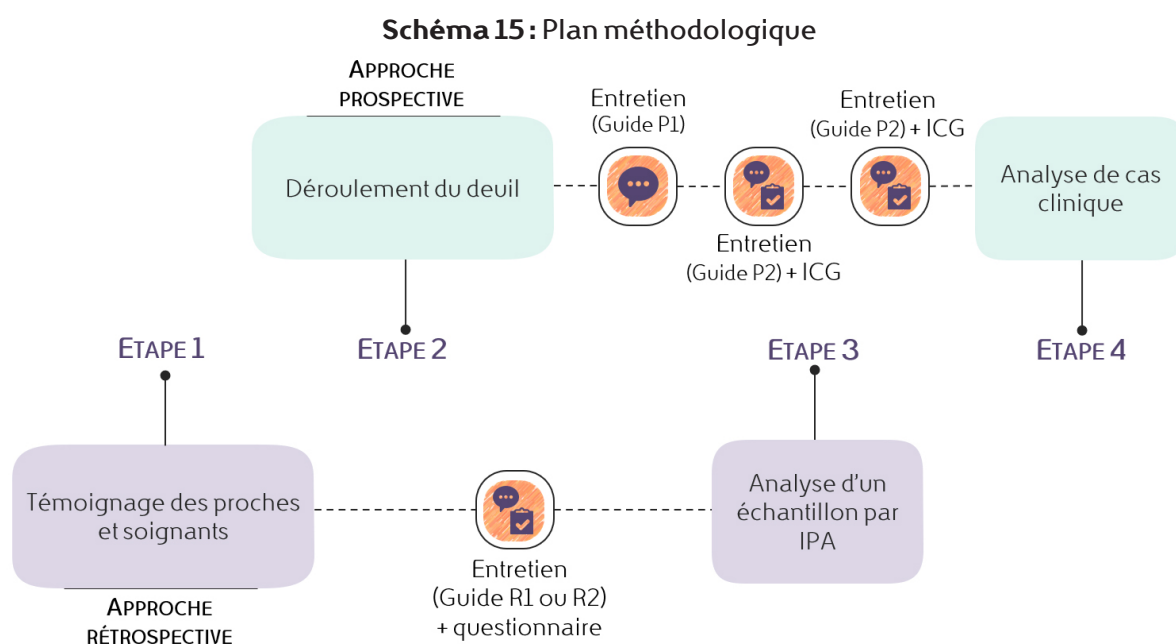 Schéma 15 : Plan méthodologique
APPROCHE
PROSPECTIVE
Déroulement du deuil
Entretien
(Guide P1)
Entretien
(Guide P2) + ICG
Entretien
(Guide P2) + ICG
Analyse de cas
clinique
ETAPE 1
ETAPE 2
ETAPE 3
ETAPE 4
Témoignage des proches
et soignants
APPROCHE
RÉTROSPECTIVE
Entretien
(Guide R1 ou R2)
+ questionnaire
Analyse d’un
échantillon par
IPA